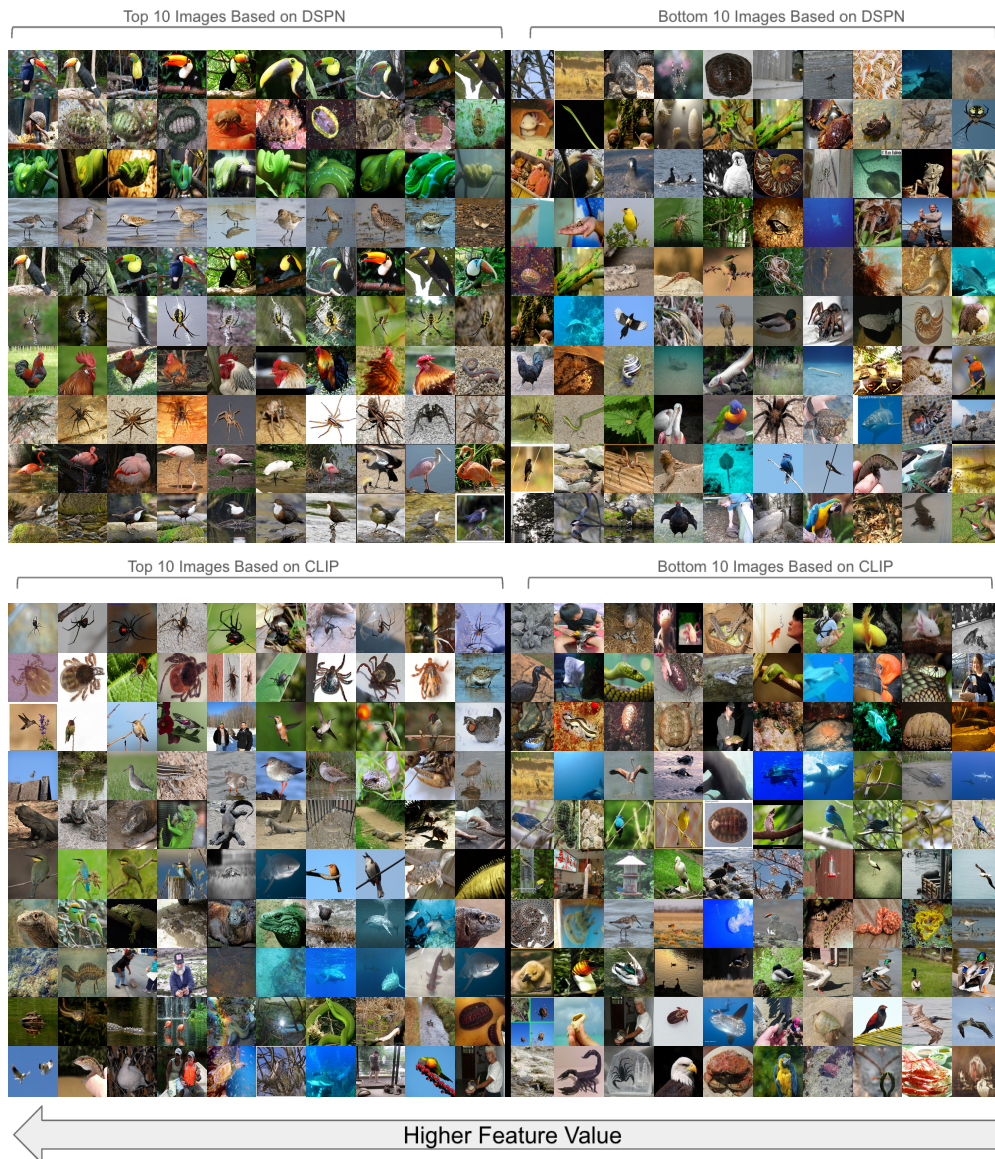 Top 10 Images Based on DSPN
Bottom 10 Images Based on DSPN
Top 10 Images Based on CLIP
Bottom 10 Images Based on CLIP
Higher Feature Value